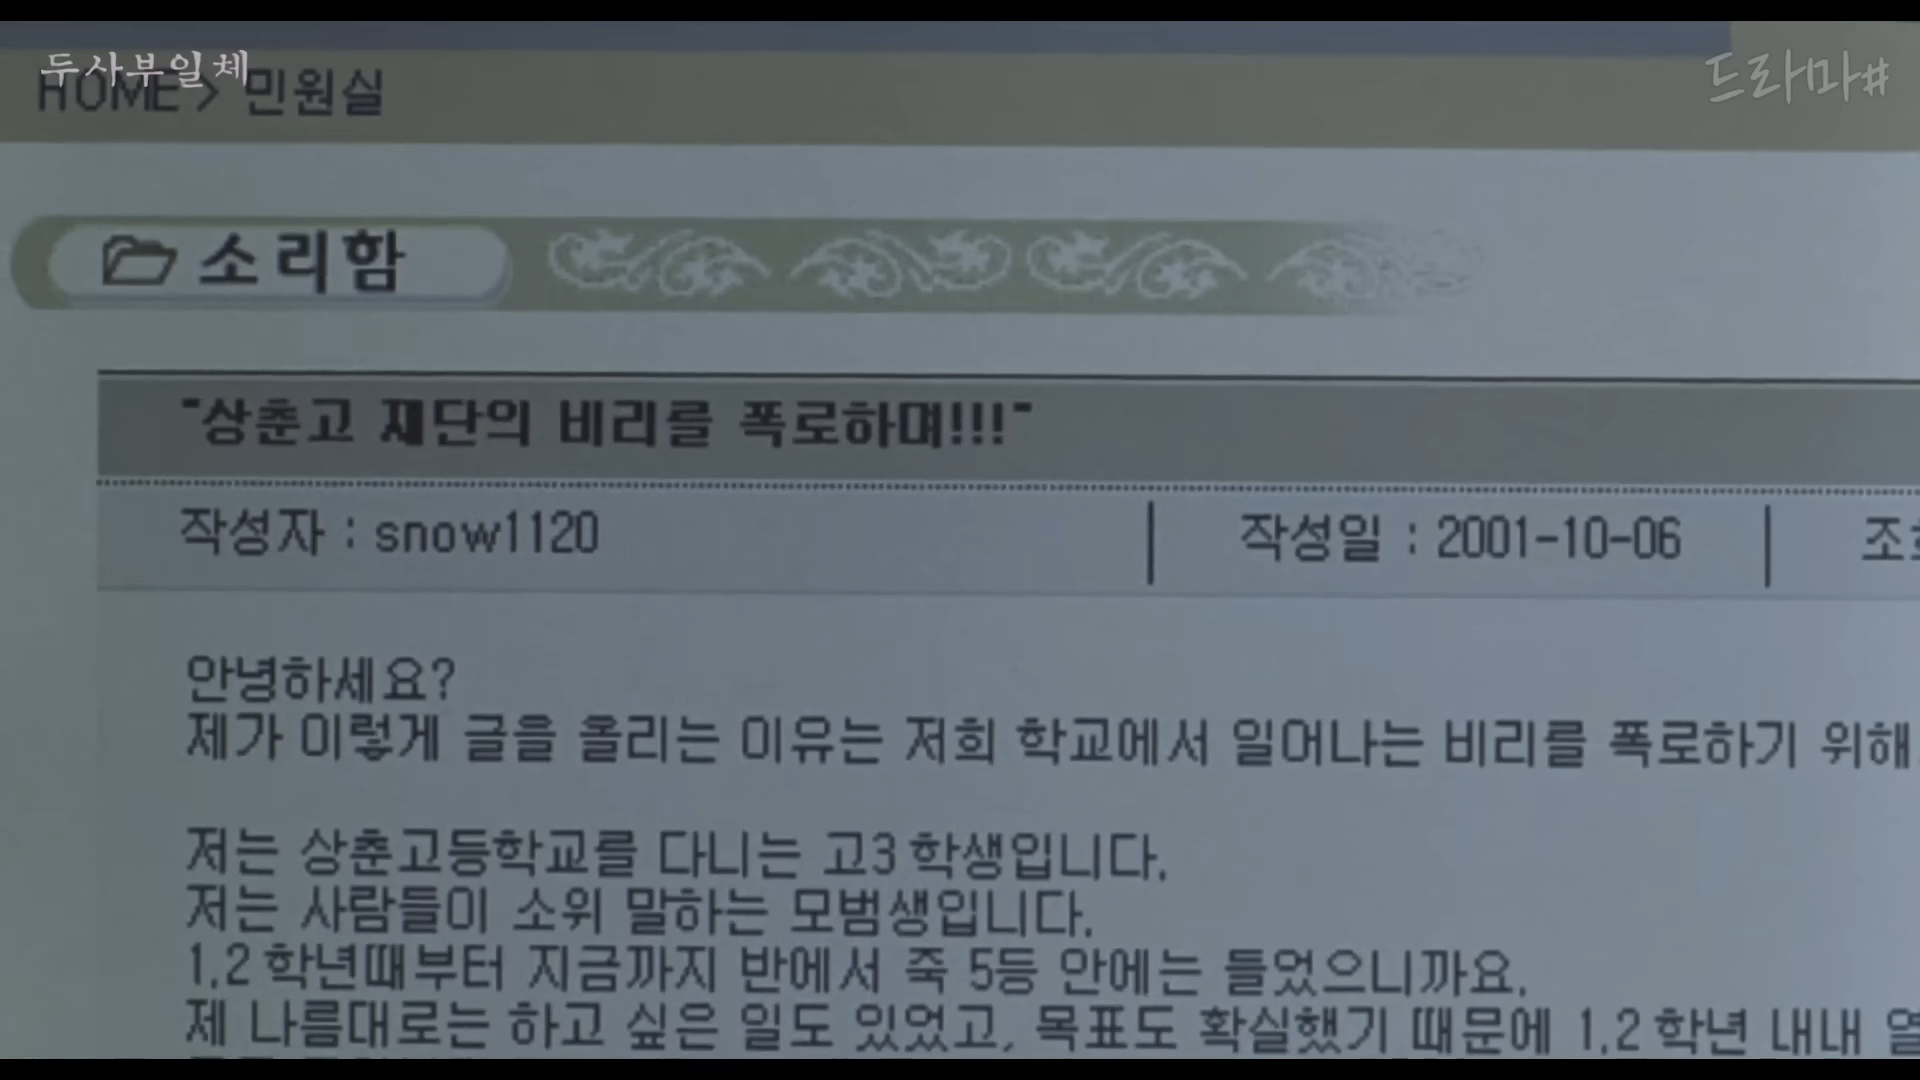 두사부일체
드라마#
HOME> 민원실
소리함
"상춘고 재단의 비리를 폭로하며!!!"
작성자 : snow1120
작성일 : 2001-10-06
안녕하세요?
제가 이렇게 글을 올리는 이유는 저희 학교에서 일어나는 비리를 폭로하기 위해
저는 상춘고등학교를 다니는 고3 학생입니다.
저는 사람들이 소위 말하는 모범생입니다.
1,2 학년때부터 지금까지 반에서 죽 5등 안에는 들었으니까요.
제 나름대로는 하고 싶은 일도 있었고, 목표도 확실했기 때문에 1,2 학년 내내